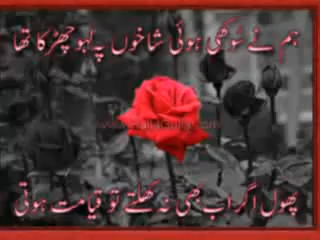 ہم نے سوکھی ہوئی شاخوں پہ لہو چھڑکا تھا
پھول اگر اب بھی نہ کھلتے تو قیامت ہوتی